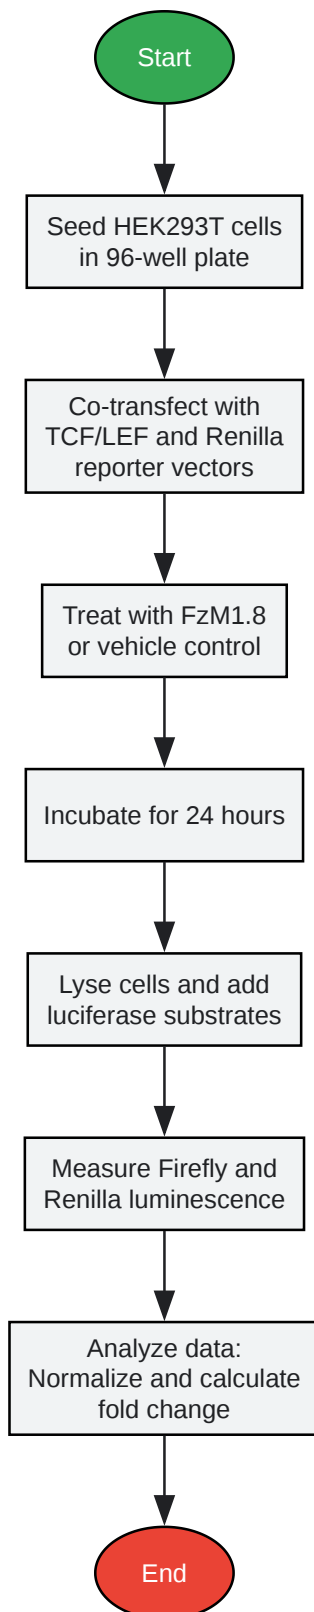 Start
Seed HEK293T cells
in 96-well plate
Co-transfect with
TCF/LEF and Renilla
reporter vectors
Treat with FzM1.8
or vehicle control
Incubate for 24 hours
Lyse cells and add
luciferase substrates
Measure Firefly and
Renilla luminescence
Analyze data:
Normalize and calculate
fold change
End